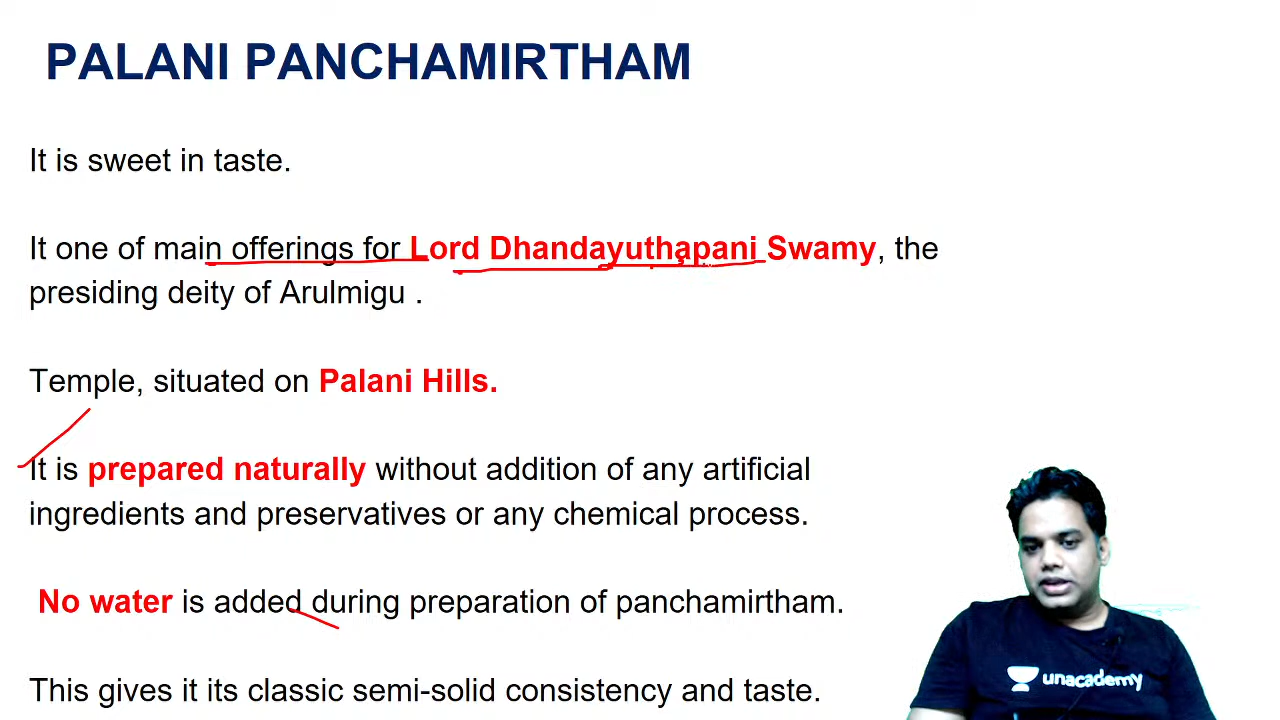 PALANI PANCHAMIRTHAM
It is sweet in taste.
It one of main offerings for Lord Dhandayuthapani Swamy, the
presiding deity of Arulmigu .
Temple, situated on Palani Hills.
It is prepared naturally without addition of any artificial
ingredients and preservatives or any chemical process.
No water is added during preparation of panchamirtham.
This gives it its classic semi-solid consistency and taste.
unacademy